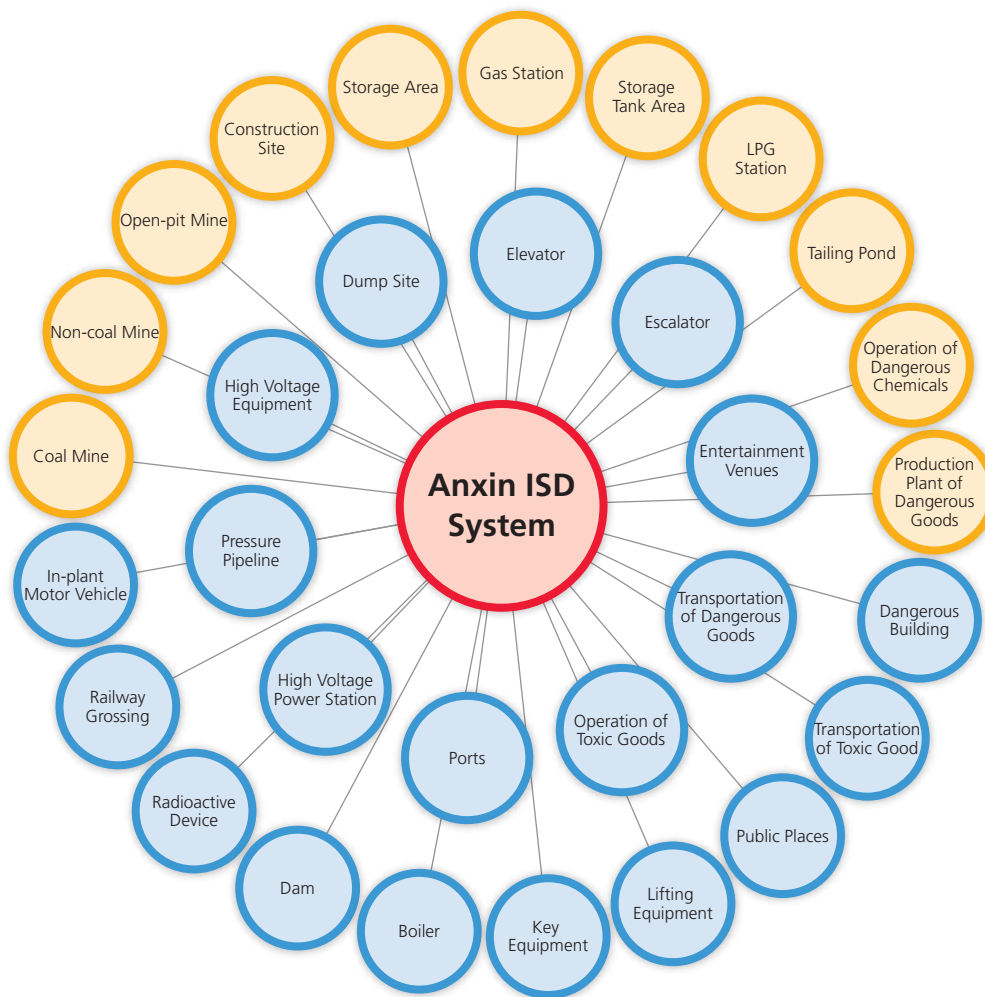 Gas Station
Storage Area
Storage
Tank Area
Construction
Site
LPG
Station
Open-pit Mine
Tailing Pond
Elevator
Dump Site
Escalator
Non-coal Mine
Operation of
Dangerous
Chemicals
High Voltage
Equipment
Coal Mine
Entertainment
Venues
Production
Plant of
Dangerous
Goods
Anxin ISD
System
Pressure
Pipeline
In-plant
Motor Vehicle
Transportation
of Dangerous
Goods
Dangerous
Building
Railway
Grossing
High Voltage
Power Station
Operation of
Toxic Goods
Transportation
of Toxic Good
Ports
Radioactive
Device
Public Places
Dam
Lifting
Equipment
Boiler
Key
Equipment